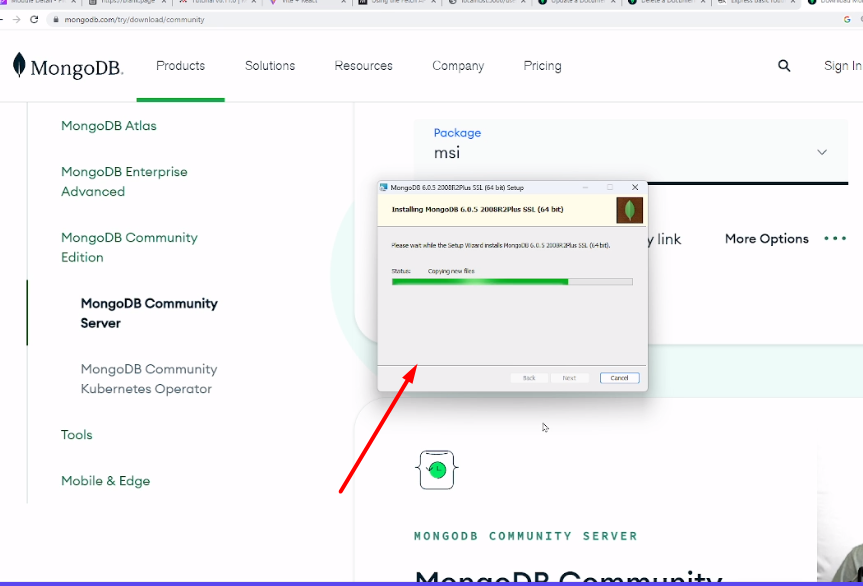 mongodb.com/try/download/community
MongoDB.
Products
Solutions
Resources
Company
Pricing
Sign In
MongoDB Atlas
MongoDB Enterprise
Advanced
MongoDB Community
Edition
MongoDB Community
Server
MongoDB Community
Kubernetes Operator
Tools
Mobile & Edge
Package
msi
y link
More Options
MongoDB 6.0.5 2008R2Plus SSL (64 bit) Setup
Installing MongoDB 6.0.5 2008R2Plus SSL (64 bit)
Please wait while the Setup Wizard installs MongoDB 6.0.5 2008R2Plus SSL (64 bit).
Status: Copying new files
Back
Next
Cancel
MONGODB COMMUNITY SERVER
MongoDB Community